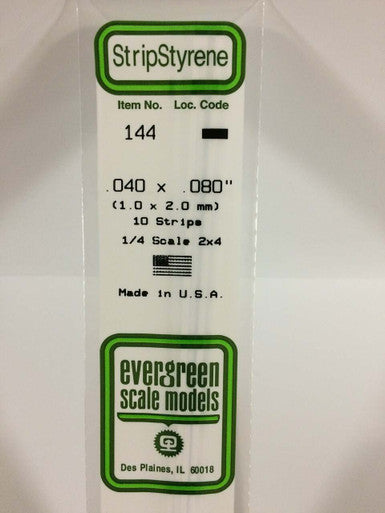 StripStyrene
Item No. Loc. Code
144
.040 x .080"
(1.0 x 2.0 mm)
10 Strips
1/4 Scale 2x4
Made in U.S.A.
evergreen
scale models
Des Plaines, IL 60018